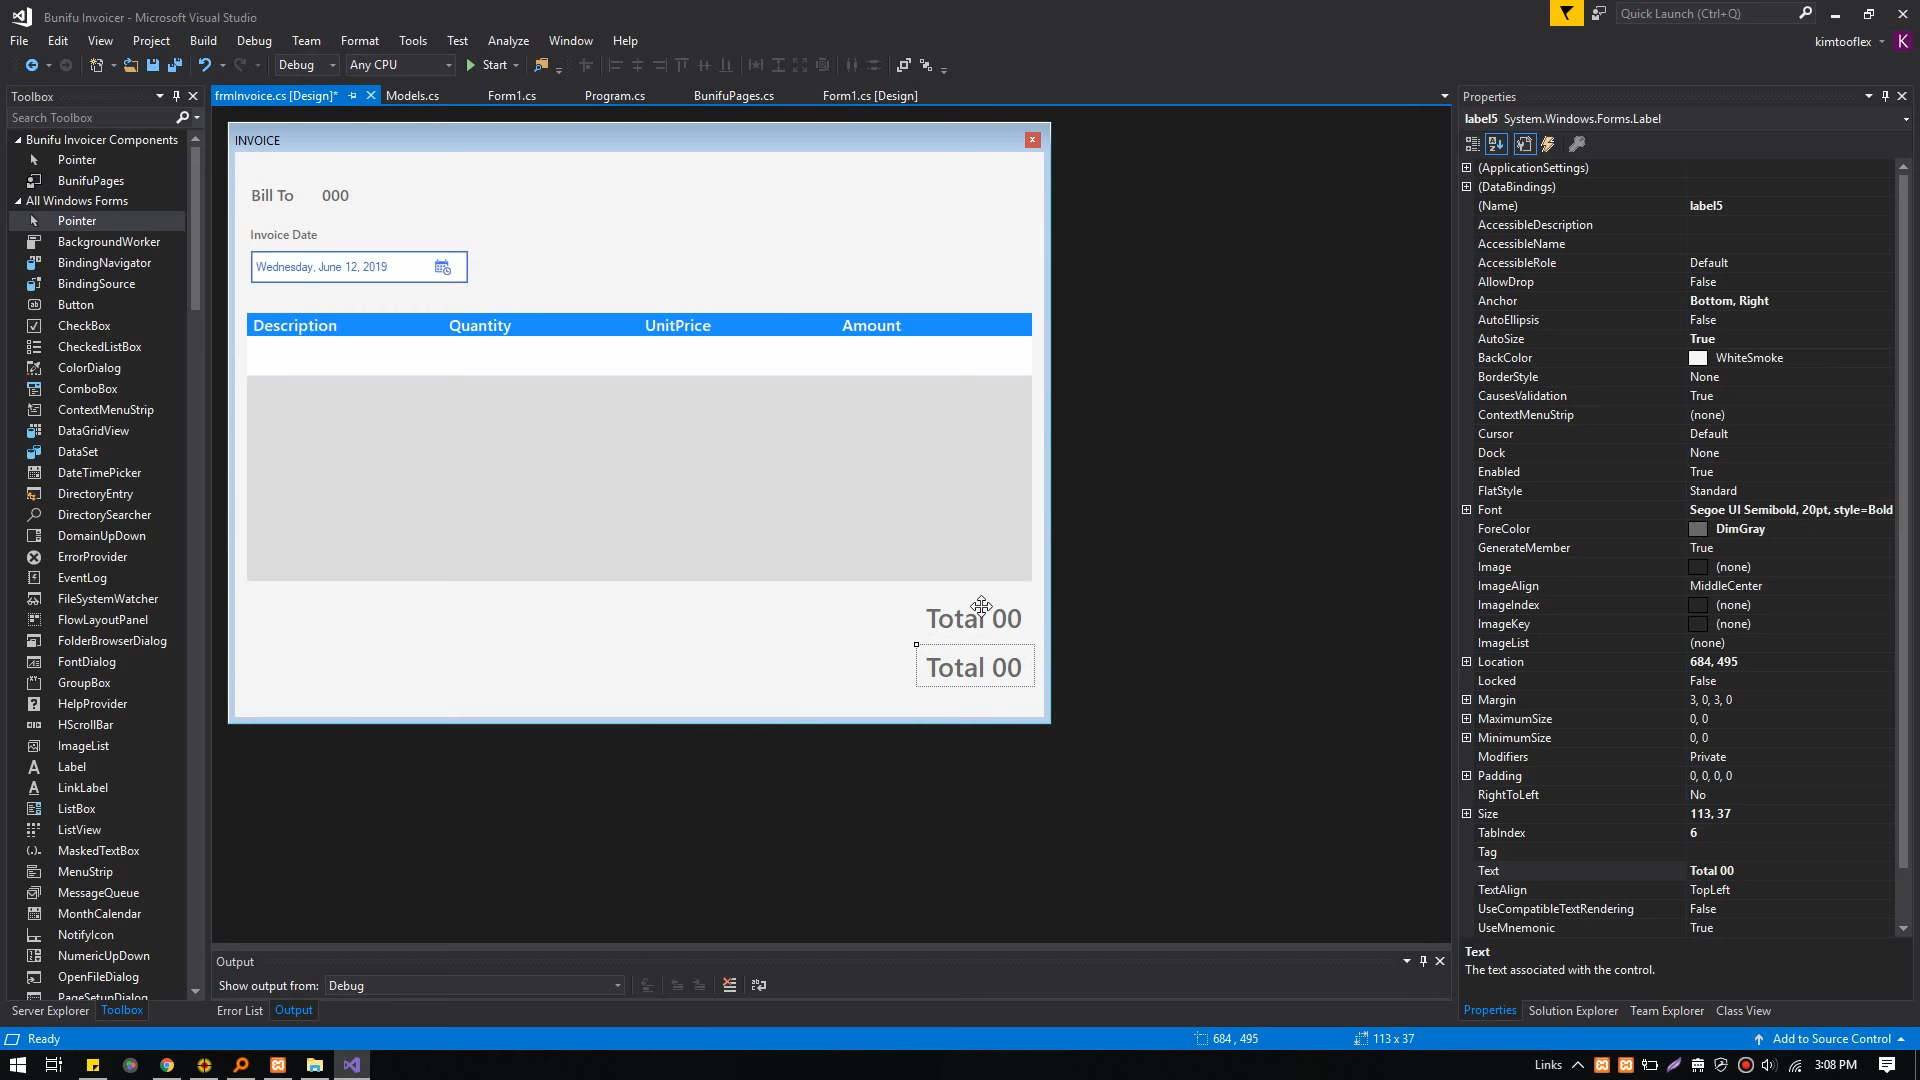 Bunifu Invoicer - Microsoft Visual Studio
Quick Launch (Ctrl+Q)
File Edit View Project Build Debug Team Format Tools Test Analyze Window Help
kimtooflex K
Debug Any CPU Start
Toolbox
Search Toolbox
Bunifu Invoicer Components
Pointer
BunifuPages
All Windows Forms
Pointer
BackgroundWorker
BindingNavigator
BindingSource
Button
CheckBox
CheckedListBox
ColorDialog
ComboBox
ContextMenuStrip
DataGridView
DataSet
DateTimePicker
DirectoryEntry
DirectorySearcher
DomainUpDown
ErrorProvider
EventLog
FileSystemWatcher
FlowLayoutPanel
FolderBrowserDialog
FontDialog
GroupBox
HelpProvider
HScrollBar
ImageList
Label
LinkLabel
ListBox
ListView
MaskedTextBox
MenuStrip
MessageQueue
MonthCalendar
NotifyIcon
NumericUpDown
OpenFileDialog
PageSetupDialog
Server Explorer Toolbox
frmInvoice.cs [Design]* Models.cs Form1.cs Program.cs BunifuPages.cs Form1.cs [Design]
INVOICE
Bill To 000
Invoice Date
Wednesday, June 12, 2019
Description Quantity UnitPrice Amount
Total 00
Total 00
Output
Show output from: Debug
Error List Output
Properties
label5 System.Windows.Forms.Label
(ApplicationSettings)
(DataBindings)
(Name) label5
AccessibleDescription
AccessibleName
AccessibleRole Default
AllowDrop False
Anchor Bottom, Right
AutoEllipsis False
AutoSize True
BackColor WhiteSmoke
BorderStyle None
CausesValidation True
ContextMenuStrip (none)
Cursor Default
Dock None
Enabled True
FlatStyle Standard
Font Segoe UI Semibold, 20pt, style=Bold
ForeColor DimGray
GenerateMember True
Image (none)
ImageAlign MiddleCenter
ImageIndex (none)
ImageKey (none)
ImageList (none)
Location 684, 495
Locked False
Margin 3, 0, 3, 0
MaximumSize 0, 0
MinimumSize 0, 0
Modifiers Private
Padding 0, 0, 0, 0
RightToLeft No
Size 113, 37
TabIndex 6
Tag
Text Total 00
TextAlign TopLeft
UseCompatibleTextRendering False
UseMnemonic True
Text
The text associated with the control.
Properties Solution Explorer Team Explorer Class View
Ready 684 , 495 113 x 37 Add to Source Control
Links 3:08 PM